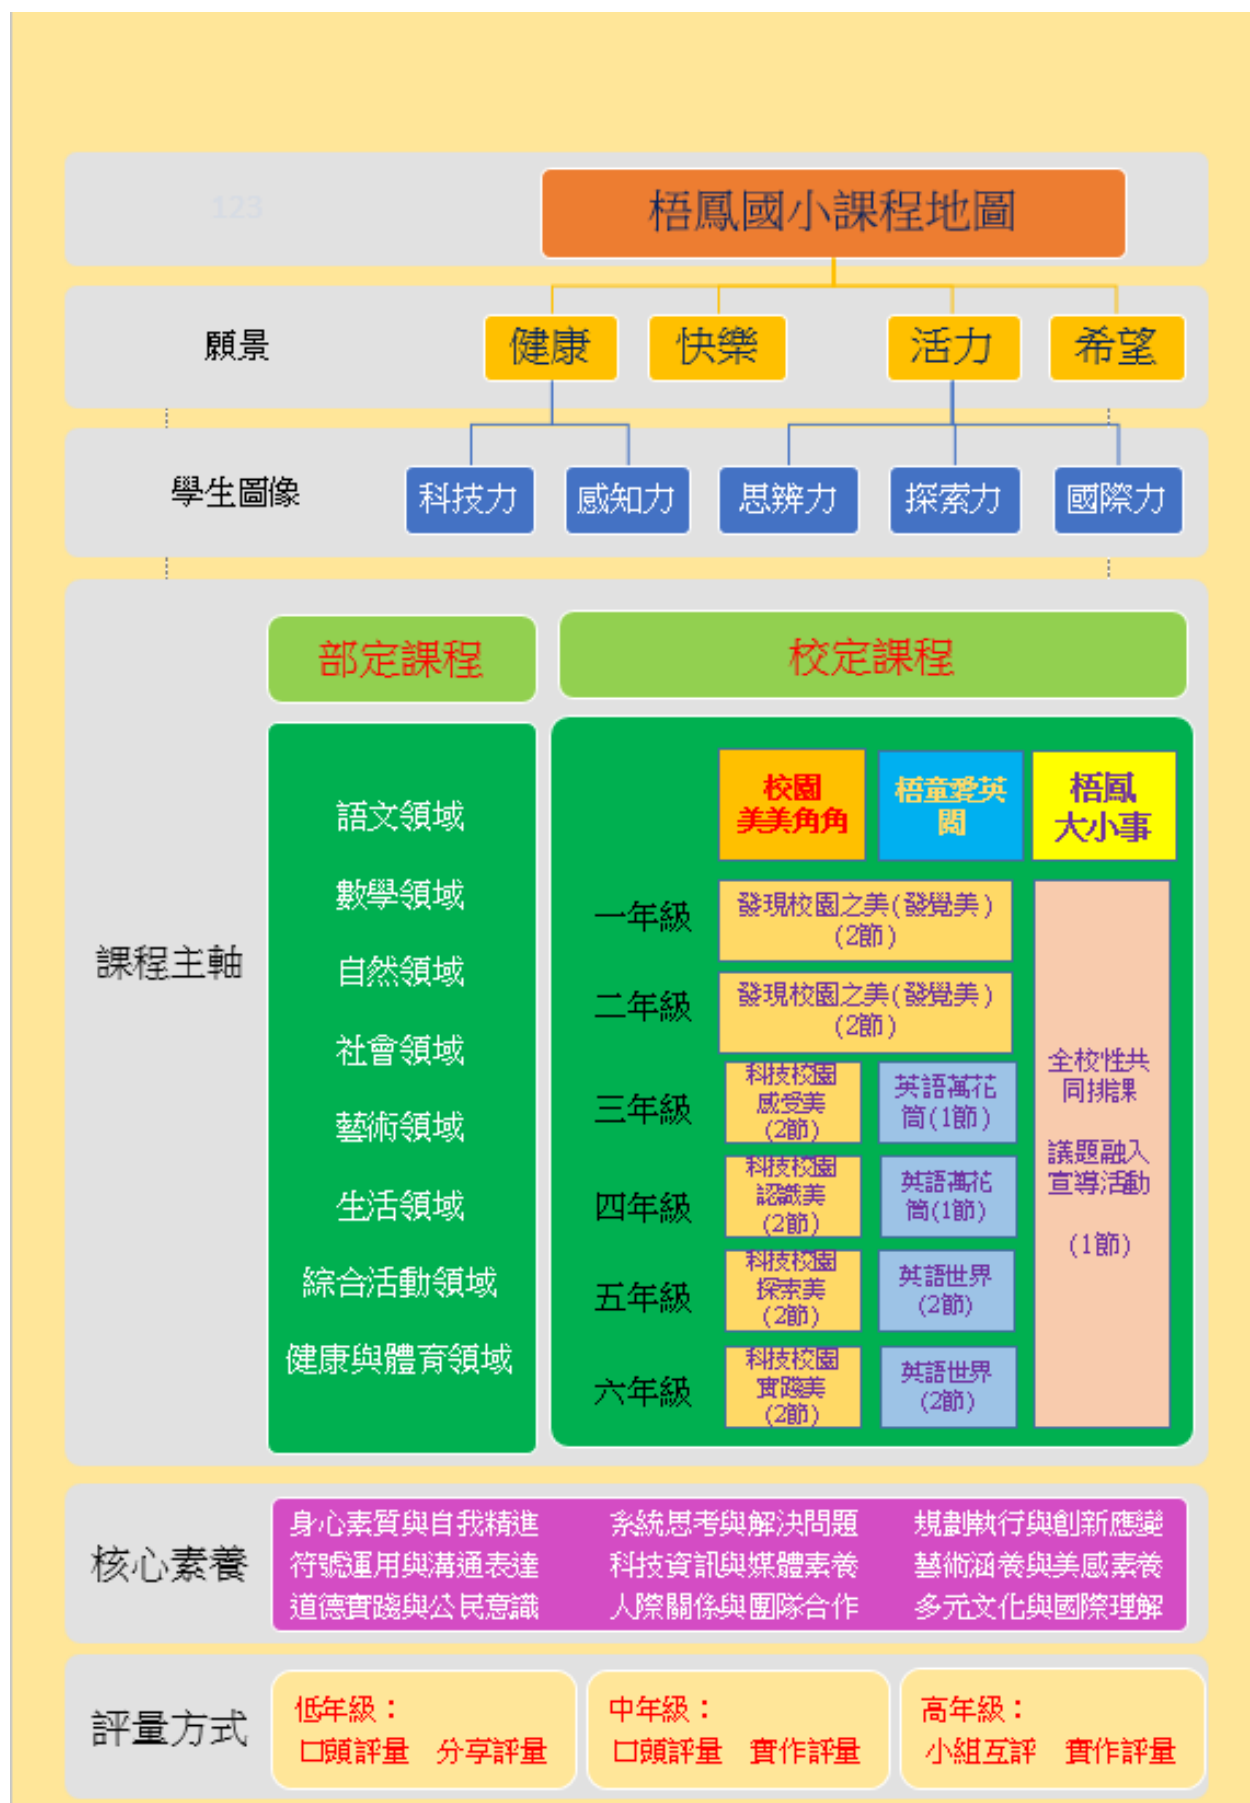 123
梧鳳國小課程地圖
願景
健康
快樂
活力
希望
學生圖像
科技力
感知力
思辨力
探索力
國際力
課程主軸
部定課程
語文領域
數學領域
自然領域
社會領域
藝術領域
生活領域
綜合活動領域
健康與體育領域
校定課程
校園
美美角角
梧童愛英
閱
梧鳳
大小事
一年級
發現校園之美(發覺美)
(2節)
二年級
發現校園之美(發覺美)
(2節)
三年級
科技校園
感受美
(2節)
英語萬花
筒(1節)
四年級
科技校園
認識美
(2節)
英語萬花
筒(1節)
五年級
科技校園
探索美
(2節)
英語世界
(2節)
六年級
科技校園
實踐美
(2節)
英語世界
(2節)
全校性共
同排課
議題融入
宣導活動
(1節)
核心素養
身心素質與自我精進
系統思考與解決問題
規劃執行與創新應變
符號運用與溝通表達
科技資訊與媒體素養
藝術涵養與美感素養
道德實踐與公民意識
人際關係與團隊合作
多元文化與國際理解
評量方式
低年級：
口頭評量 分享評量
中年級：
口頭評量 實作評量
高年級：
小組互評 實作評量